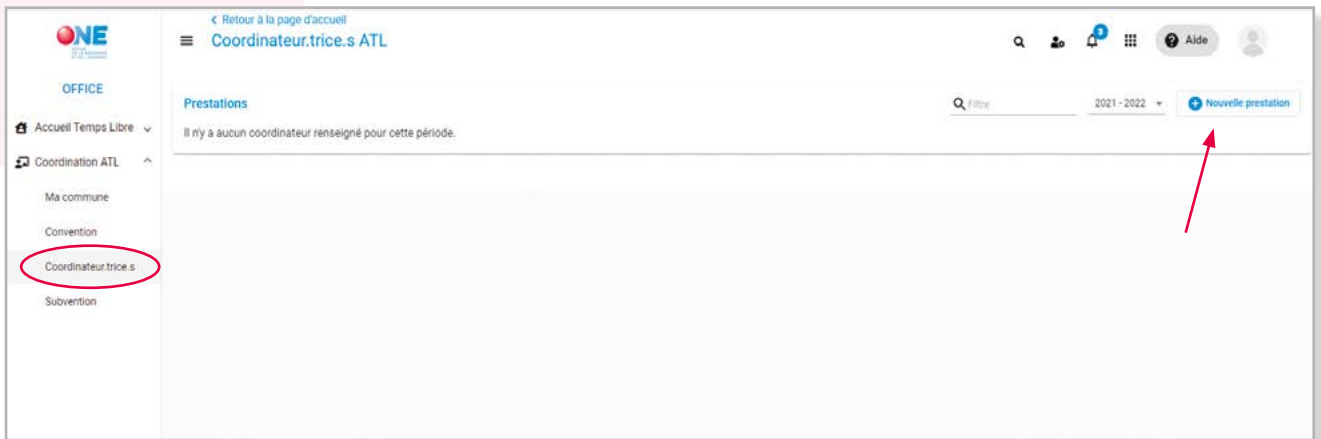 ONE
OFFICE
Accueil Temps Libre
Coordination ATL
Ma commune
Convention
Coordinateur.trice.s
Subvention
Retour à la page d'accueil
Coordinateur.trice.s ATL
3
Aide
Prestations
Filtre
2021 - 2022
Nouvelle prestation
Il n'y a aucun coordinateur renseigné pour cette période.